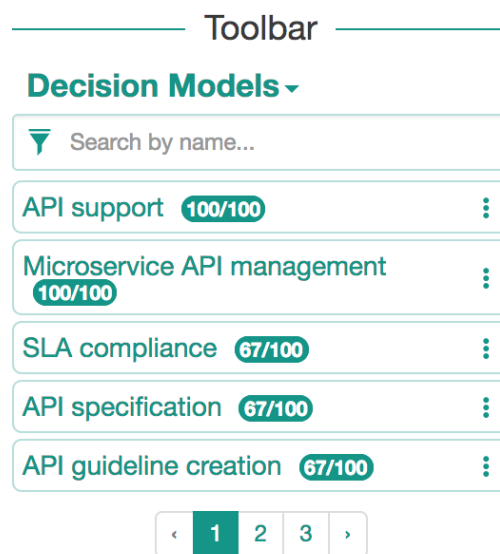 Toolbar
Decision Models
Search by name...
API support 100/100
Microservice API management
100/100
SLA compliance 67/100
API specification 67/100
API guideline creation 67/100
‹ 1 2 3 ›